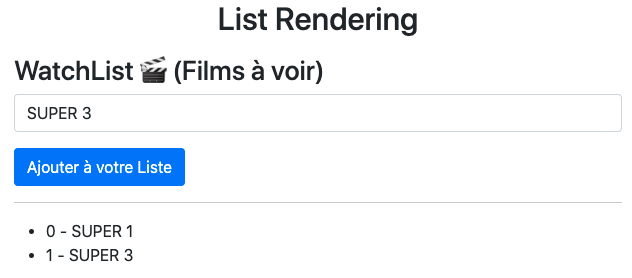 List Rendering
WatchList 🎬 (Films à voir)
SUPER 3
Ajouter à votre Liste
• 0 - SUPER 1
• 1 - SUPER 3